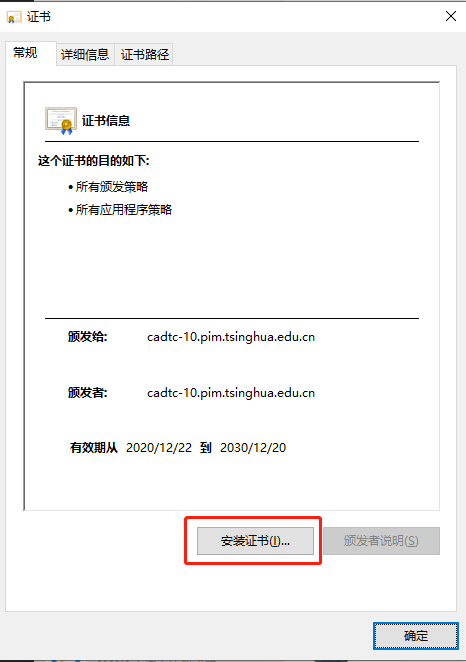 证书
常规 详细信息 证书路径
证书信息
这个证书的目的如下:
• 所有颁发策略
• 所有应用程序策略
颁发给: cadtc-10.pim.tsinghua.edu.cn
颁发者: cadtc-10.pim.tsinghua.edu.cn
有效期从 2020/12/22 到 2030/12/20
安装证书(I)... 颁发者说明(S)
确定